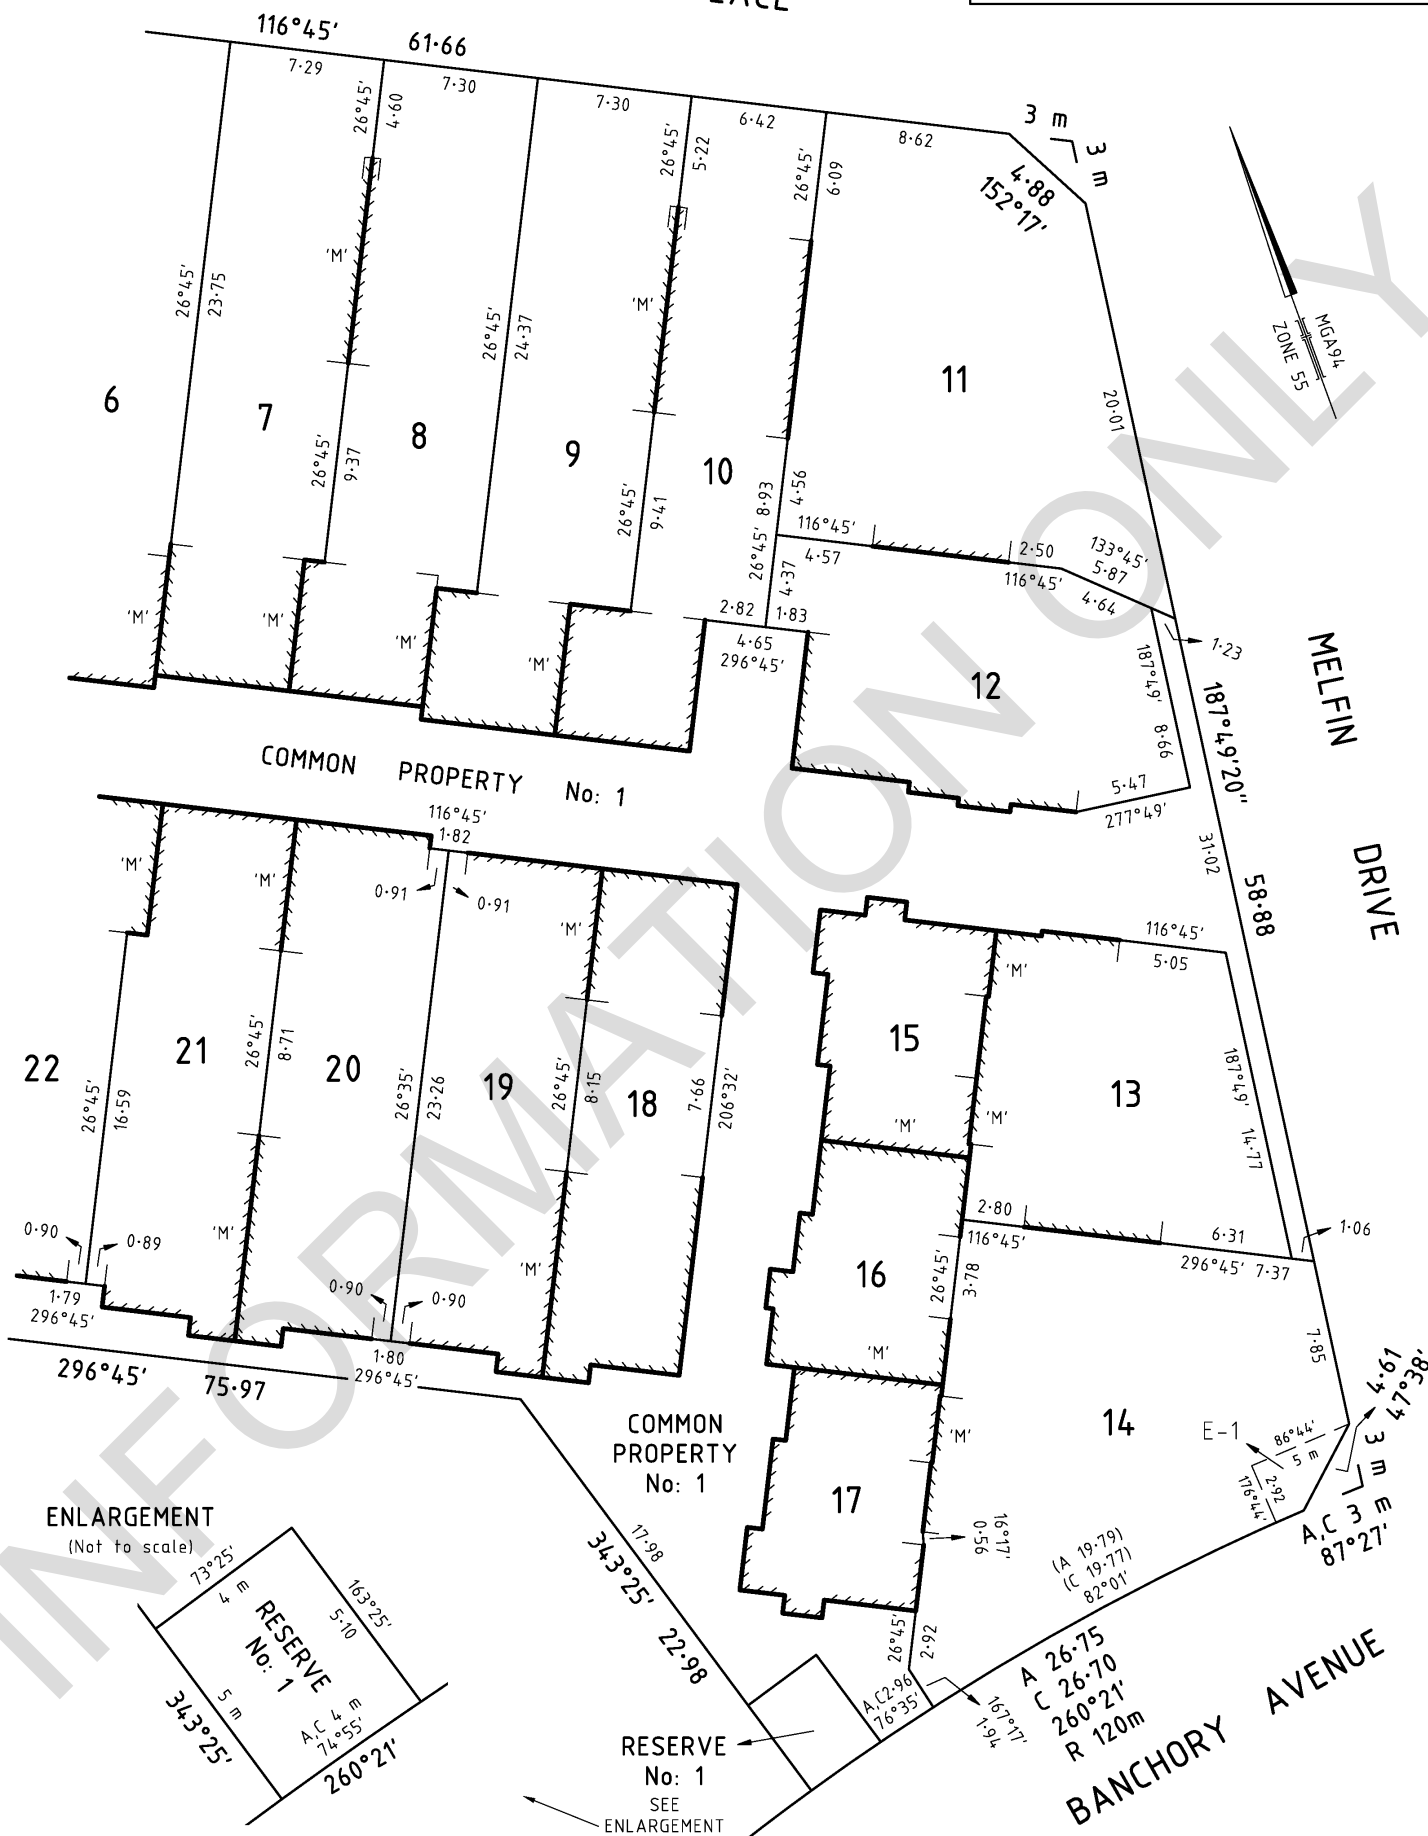 116°45' 61·66
7·29
7·30
7·30
6·42
8·62
3 m
3 m
4·88
152°17'
26°45'
4·60
26°45'
5·22
26°45'
6·09
'M'
'M'
26°45'
23·75
26°45'
24·37
MGA94
ZONE 55
6
7
8
9
10
11
20·01
26°45'
9·37
26°45'
9·41
26°45' 8·93
4·56
4·37
116°45'
4·57
2·50
116°45'
133°45'
5·87
4·64
1·23
2·82
1·83
4·65
296°45'
'M'
'M'
'M'
'M'
12
187°49' 8·66
5·47
277°49'
187°49'20"
58·88
31·02
MELFIN DRIVE
COMMON PROPERTY No: 1
116°45'
1·82
0·91
0·91
'M'
'M'
'M'
116°45'
5·05
'M'
22
21
20
19
18
15
13
26°45'
16·59
26°45'
8·71
26°35'
23·26
26°45'
8·15
7·66
206°32'
'M'
'M'
187°49' 14·77
0·90
0·89
'M'
0·90
0·90
'M'
2·80
116°45'
6·31
296°45' 7·37
1·06
16
26°45'
3·78
'M'
1·79
296°45'
1·80
296°45'
296°45' 75·97
7·85
4·61
47°38'
COMMON
PROPERTY
No: 1
17
'M'
14
E-1
86°44'
5 m
2·92
176°44'
3 m
A,C 3 m
87°27'
16°17'
0·56
(A 19·79)
(C 19·77)
82°01'
17·98
343°25' 22·98
26°45'
2·92
A,C2·96
76°35'
167°17'
1·94
A 26·75
C 26·70
260°21'
R 120m
BANCHORY AVENUE
ENLARGEMENT
(Not to scale)
73°25'
4 m
163°25'
5·10
RESERVE
No: 1
5 m
343°25'
A,C 4 m
74°55'
260°21'
RESERVE
No: 1
SEE
ENLARGEMENT
INFORMATION ONLY